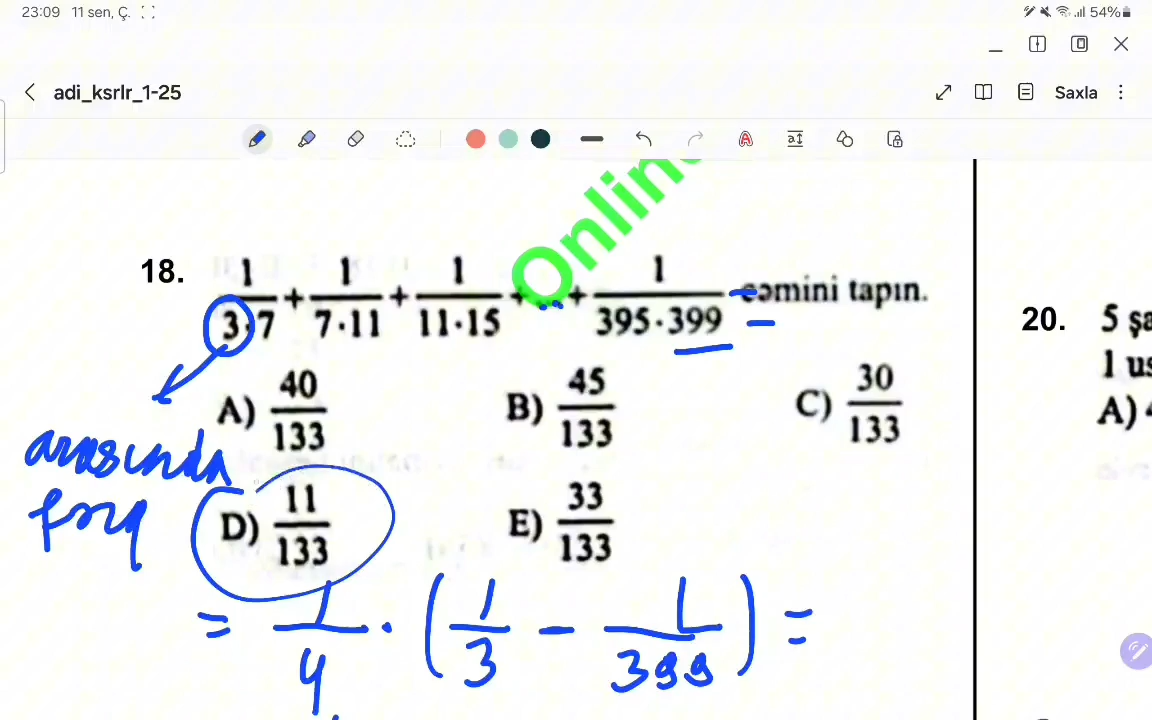 23:09 11 sen, Ç. 54%
adi_ksrlr_1-25
Saxla
Online
18. 1/(3·7) + 1/(7·11) + 1/(11·15) + ... + 1/(395·399) cəmini tapın.
A) 40/133 B) 45/133 C) 30/133
D) 11/133 E) 33/133
arasında
fərq
= 1/4 · (1/3 − 1/399) =
20. 5 şa
1 us
A) 4